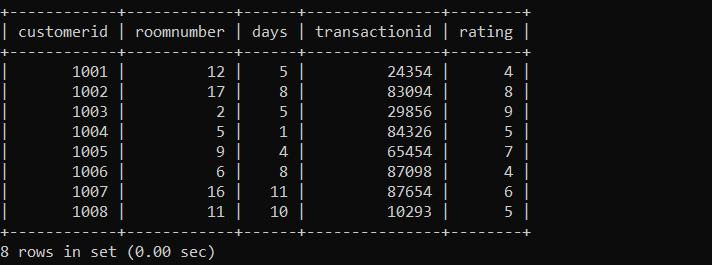 +------------+------------+------+---------------+--------+
| customerid | roomnumber | days | transactionid | rating |
+------------+------------+------+---------------+--------+
|       1001 |         12 |    5 |         24354 |      4 |
|       1002 |         17 |    8 |         83094 |      8 |
|       1003 |          2 |    5 |         29856 |      9 |
|       1004 |          5 |    1 |         84326 |      5 |
|       1005 |          9 |    4 |         65454 |      7 |
|       1006 |          6 |    8 |         87098 |      4 |
|       1007 |         16 |   11 |         87654 |      6 |
|       1008 |         11 |   10 |         10293 |      5 |
+------------+------------+------+---------------+--------+
8 rows in set (0.00 sec)